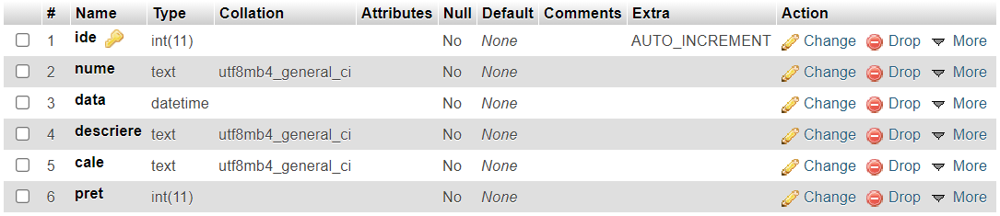 # Name Type Collation Attributes Null Default Comments Extra Action
1 ide int(11) No None AUTO_INCREMENT Change Drop More
2 nume text utf8mb4_general_ci No None Change Drop More
3 data datetime No None Change Drop More
4 descriere text utf8mb4_general_ci No None Change Drop More
5 cale text utf8mb4_general_ci No None Change Drop More
6 pret int(11) No None Change Drop More